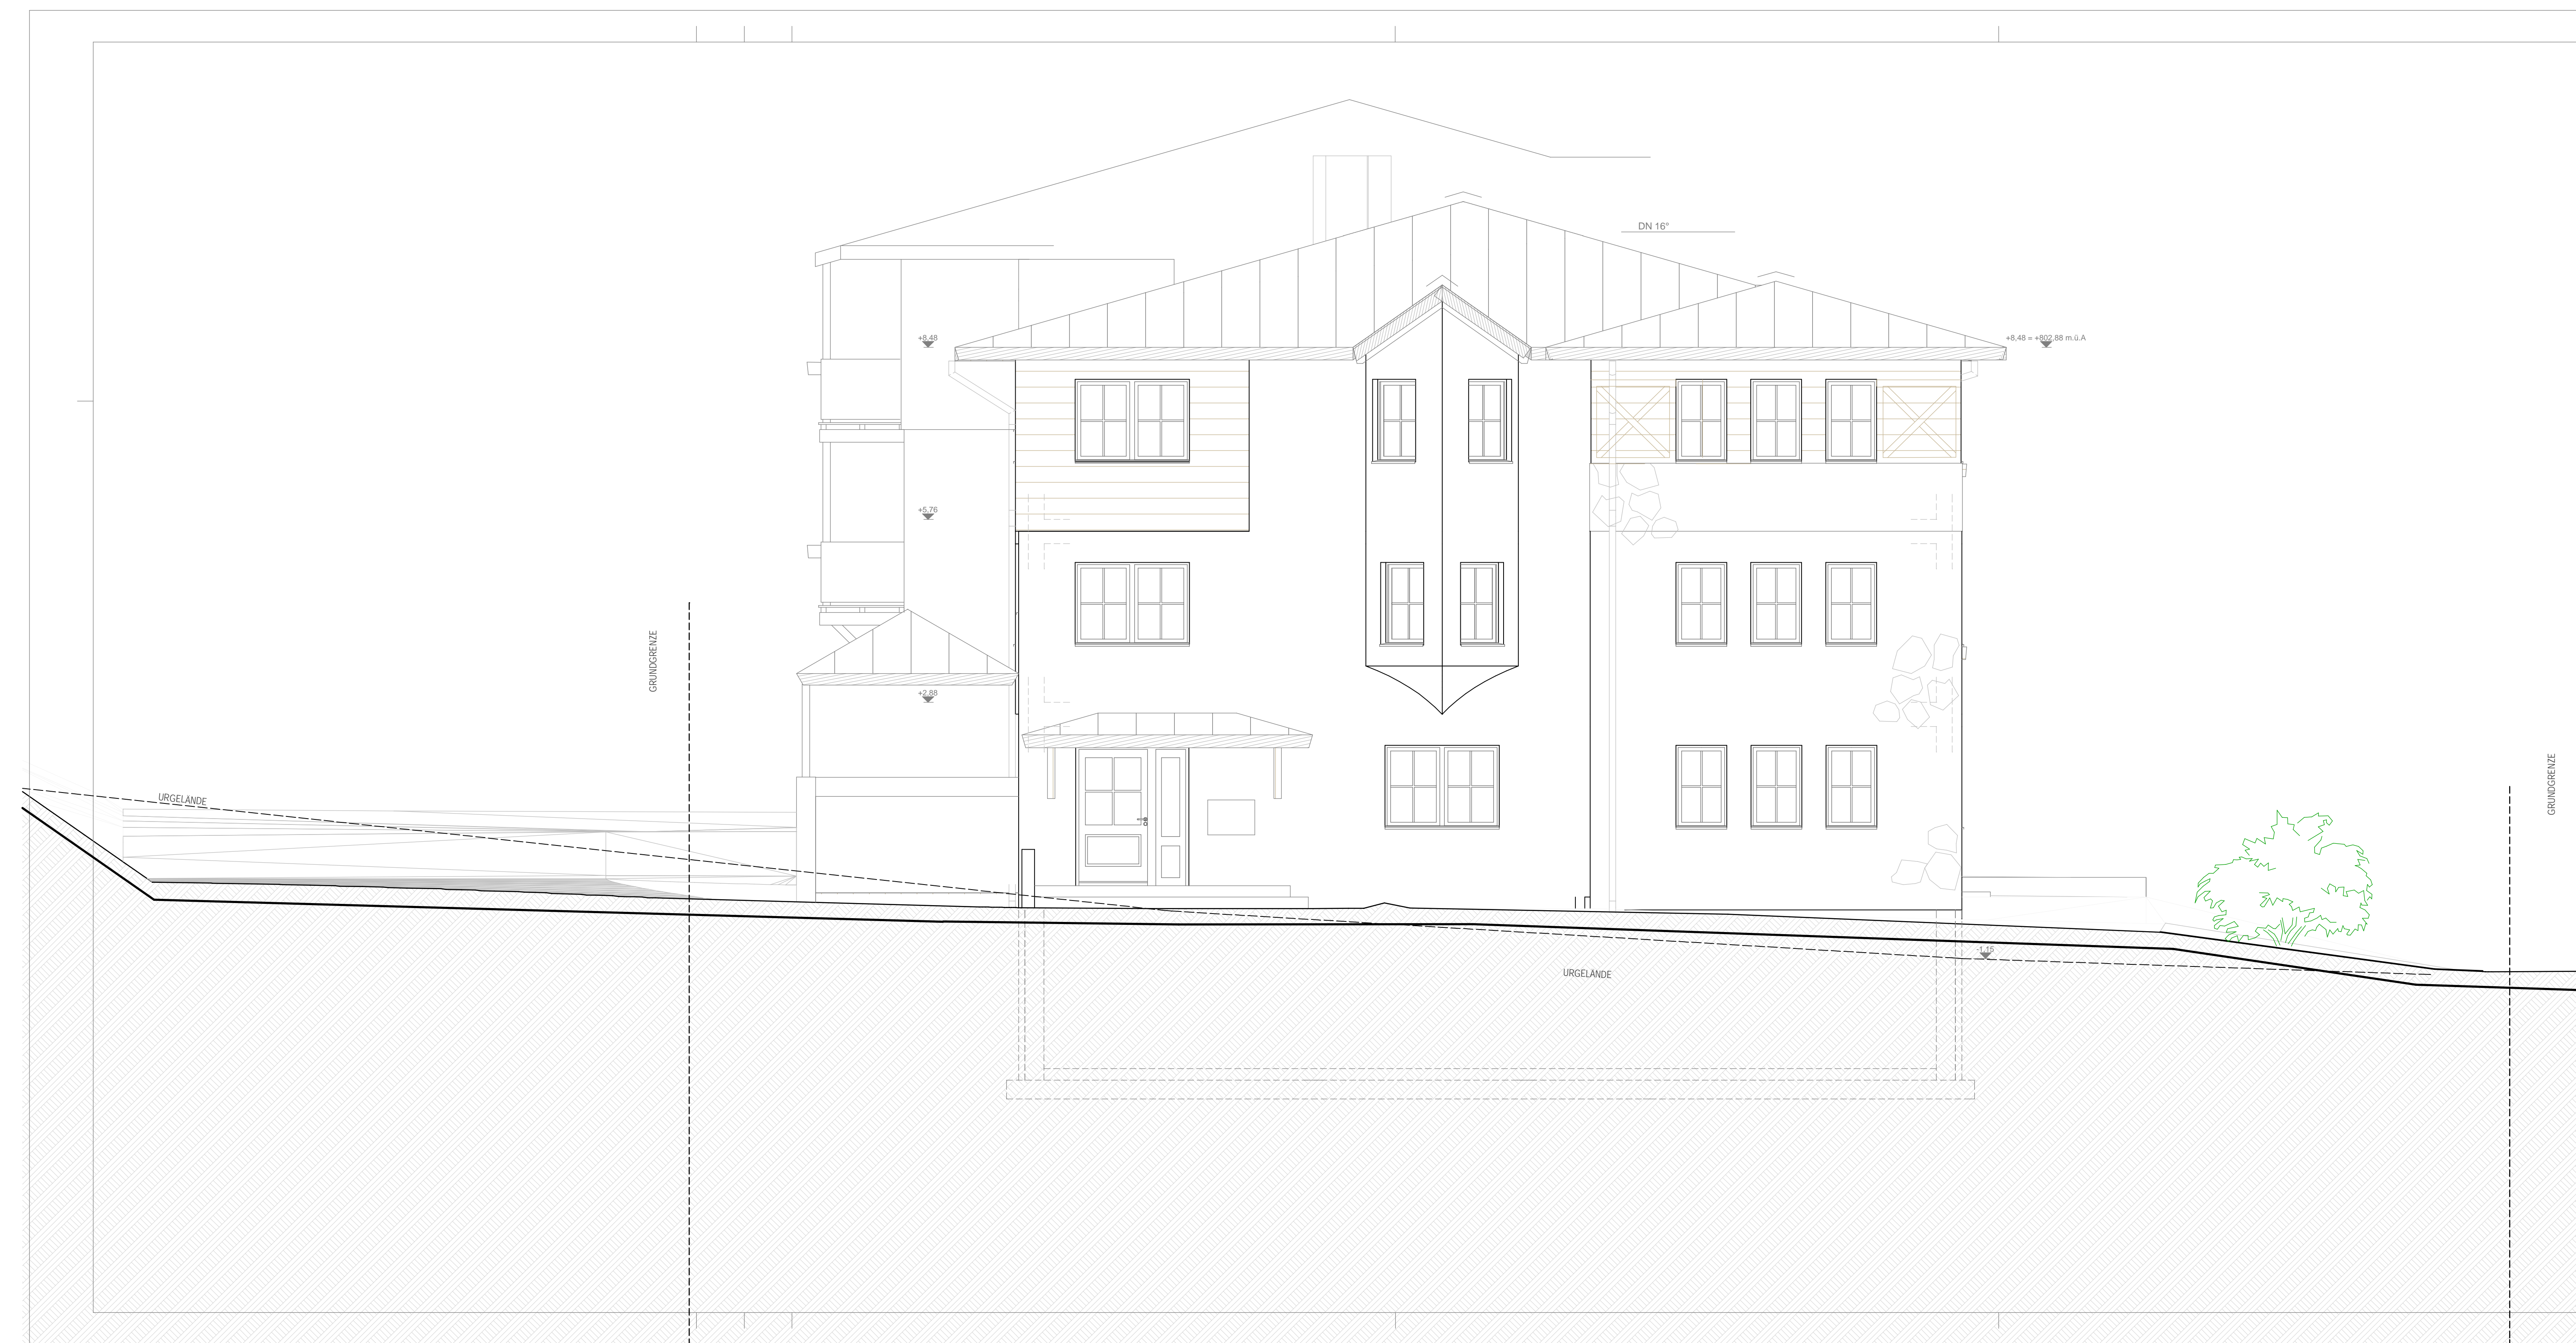 DN 16°
+8,48
+8,48 = +802.88 m.ü.A
+5,76
GRUNDGRENZE
+2,88
GRUNDGRENZE
URGELÄNDE
-1,15
URGELÄNDE